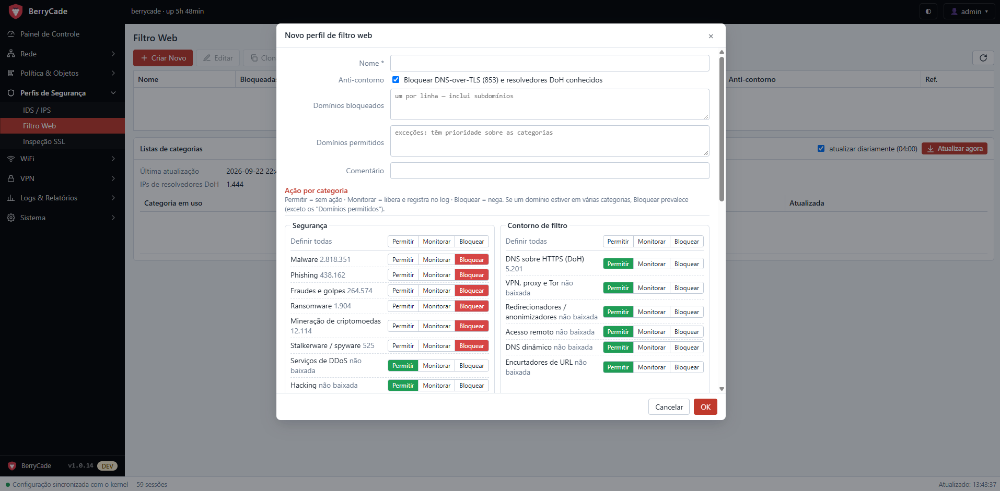 BerryCade
berrycade · up 5h 48min
admin
Painel de Controle
Rede
Política & Objetos
Perfis de Segurança
IDS / IPS
Filtro Web
Inspeção SSL
WiFi
VPN
Logs & Relatórios
Sistema
BerryCade v1.0.14 DEV
Filtro Web
Criar Novo
Editar
Clon
Nome
Bloqueadas
Anti-contorno
Ref.
Listas de categorias
atualizar diariamente (04:00)
Atualizar agora
Última atualização 2026-09-22 22:
IPs de resolvedores DoH 1.444
Categoria em uso
Atualizada
Novo perfil de filtro web
×
Nome *
Anti-contorno
Bloquear DNS-over-TLS (853) e resolvedores DoH conhecidos
Domínios bloqueados
um por linha — inclui subdomínios
Domínios permitidos
exceções: têm prioridade sobre as categorias
Comentário
Ação por categoria
Permitir = sem ação · Monitorar = libera e registra no log · Bloquear = nega. Se um domínio estiver em várias categorias, Bloquear prevalece
(exceto os "Domínios permitidos").
Segurança
Definir todas Permitir Monitorar Bloquear
Malware 2.818.351 Permitir Monitorar Bloquear
Phishing 438.162 Permitir Monitorar Bloquear
Fraudes e golpes 264.574 Permitir Monitorar Bloquear
Ransomware 1.904 Permitir Monitorar Bloquear
Mineração de criptomoedas
12.114 Permitir Monitorar Bloquear
Stalkerware / spyware 525 Permitir Monitorar Bloquear
Serviços de DDoS não
baixada Permitir Monitorar Bloquear
Hacking não baixada Permitir Monitorar Bloquear
Contorno de filtro
Definir todas Permitir Monitorar Bloquear
DNS sobre HTTPS (DoH)
5.201 Permitir Monitorar Bloquear
VPN, proxy e Tor não
baixada Permitir Monitorar Bloquear
Redirecionadores /
anonimizadores não baixada Permitir Monitorar Bloquear
Acesso remoto não baixada Permitir Monitorar Bloquear
DNS dinâmico não baixada Permitir Monitorar Bloquear
Encurtadores de URL não
baixada Permitir Monitorar Bloquear
Cancelar
OK
Configuração sincronizada com o kernel
59 sessões
Atualizado: 13:43:37